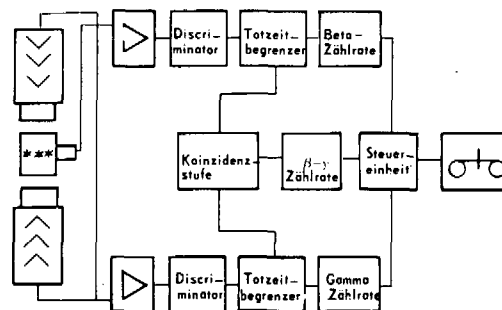 Discri-
minator
Totzeit-
begrenzer
Beta-
Zählrate
***
Koinzidenz
stufe
β-γ
Zählrate
Steuer-
einheit
Discri-
minator
Totzeit-
begrenzer
Gamma
Zählrate